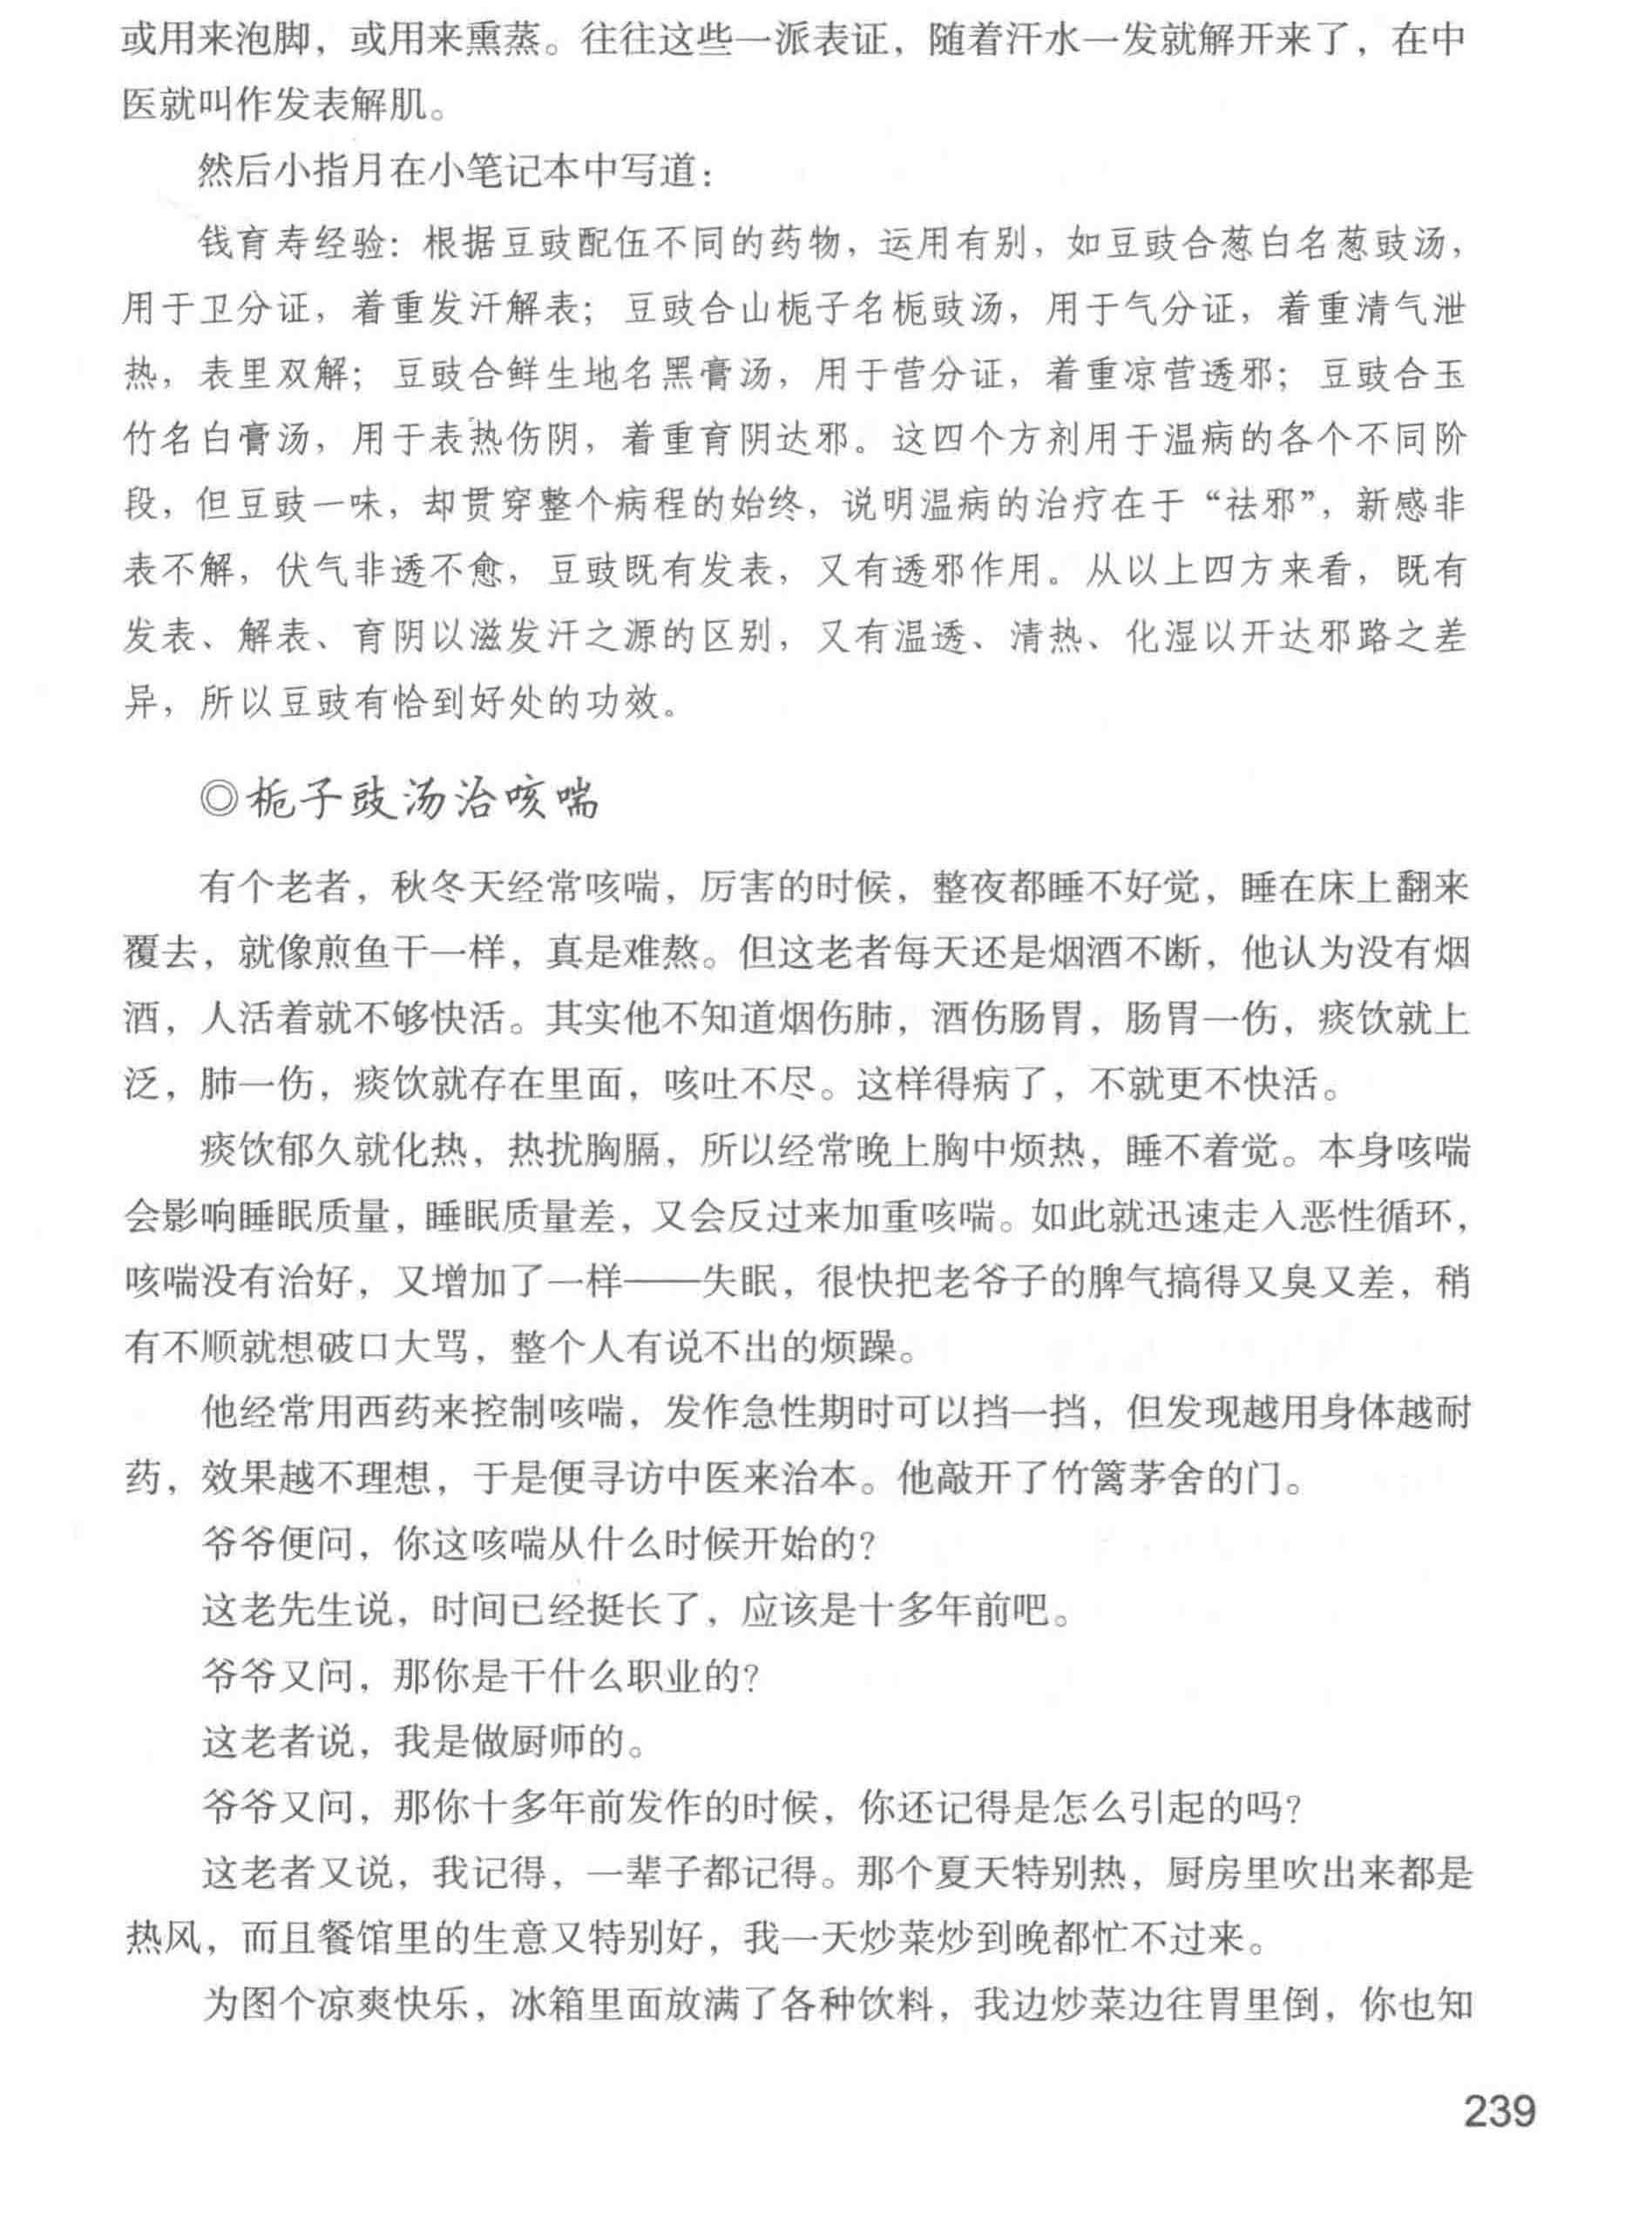 或用来泡脚，或用来熏蒸。往往这些一派表证，随着汗水一发就解开来了，在中
医就叫作发表解肌。
然后小指月在小笔记本中写道：
钱育寿经验：根据豆豉配伍不同的药物，运用有别，如豆豉合葱白名葱豉汤，
用于卫分证，着重发汗解表；豆豉合山栀子名栀豉汤，用于气分证，着重清气泄
热，表里双解；豆豉合鲜生地名黑膏汤，用于营分证，着重凉营透邪；豆豉合玉
竹名白膏汤，用于表热伤阴，着重育阴达邪。这四个方剂用于温病的各个不同阶
段，但豆豉一味，却贯穿整个病程的始终，说明温病的治疗在于“祛邪”，新感非
表不解，伏气非透不愈，豆豉既有发表，又有透邪作用。从以上四方来看，既有
发表、解表、育阴以滋发汗之源的区别，又有温透、清热、化湿以开达邪路之差
异，所以豆豉有恰到好处的功效。
◎栀子豉汤治咳喘
有个老者，秋冬天经常咳喘，厉害的时候，整夜都睡不好觉，睡在床上翻来
覆去，就像煎鱼干一样，真是难熬。但这老者每天还是烟酒不断，他认为没有烟
酒，人活着就不够快活。其实他不知道烟伤肺，酒伤肠胃，肠胃一伤，痰饮就上
泛，肺一伤，痰饮就存在里面，咳吐不尽。这样得病了，不就更不快活。
痰饮郁久就化热，热扰胸膈，所以经常晚上胸中烦热，睡不着觉。本身咳喘
会影响睡眠质量，睡眠质量差，又会反过来加重咳喘。如此就迅速走入恶性循环，
咳喘没有治好，又增加了一样——失眠，很快把老爷子的脾气搞得又臭又差，稍
有不顺就想破口大骂，整个人有说不出的烦躁。
他经常用西药来控制咳喘，发作急性期时可以挡一挡，但发现越用身体越耐
药，效果越不理想，于是便寻访中医来治本。他敲开了竹篱茅舍的门。
爷爷便问，你这咳喘从什么时候开始的？
这老先生说，时间已经挺长了，应该是十多年前吧。
爷爷又问，那你是干什么职业的？
这老者说，我是做厨师的。
爷爷又问，那你十多年前发作的时候，你还记得是怎么引起的吗？
这老者又说，我记得，一辈子都记得。那个夏天特别热，厨房里吹出来都是
热风，而且餐馆里的生意又特别好，我一天炒菜炒到晚都忙不过来。
为图个凉爽快乐，冰箱里面放满了各种饮料，我边炒菜边往胃里倒，你也知
239